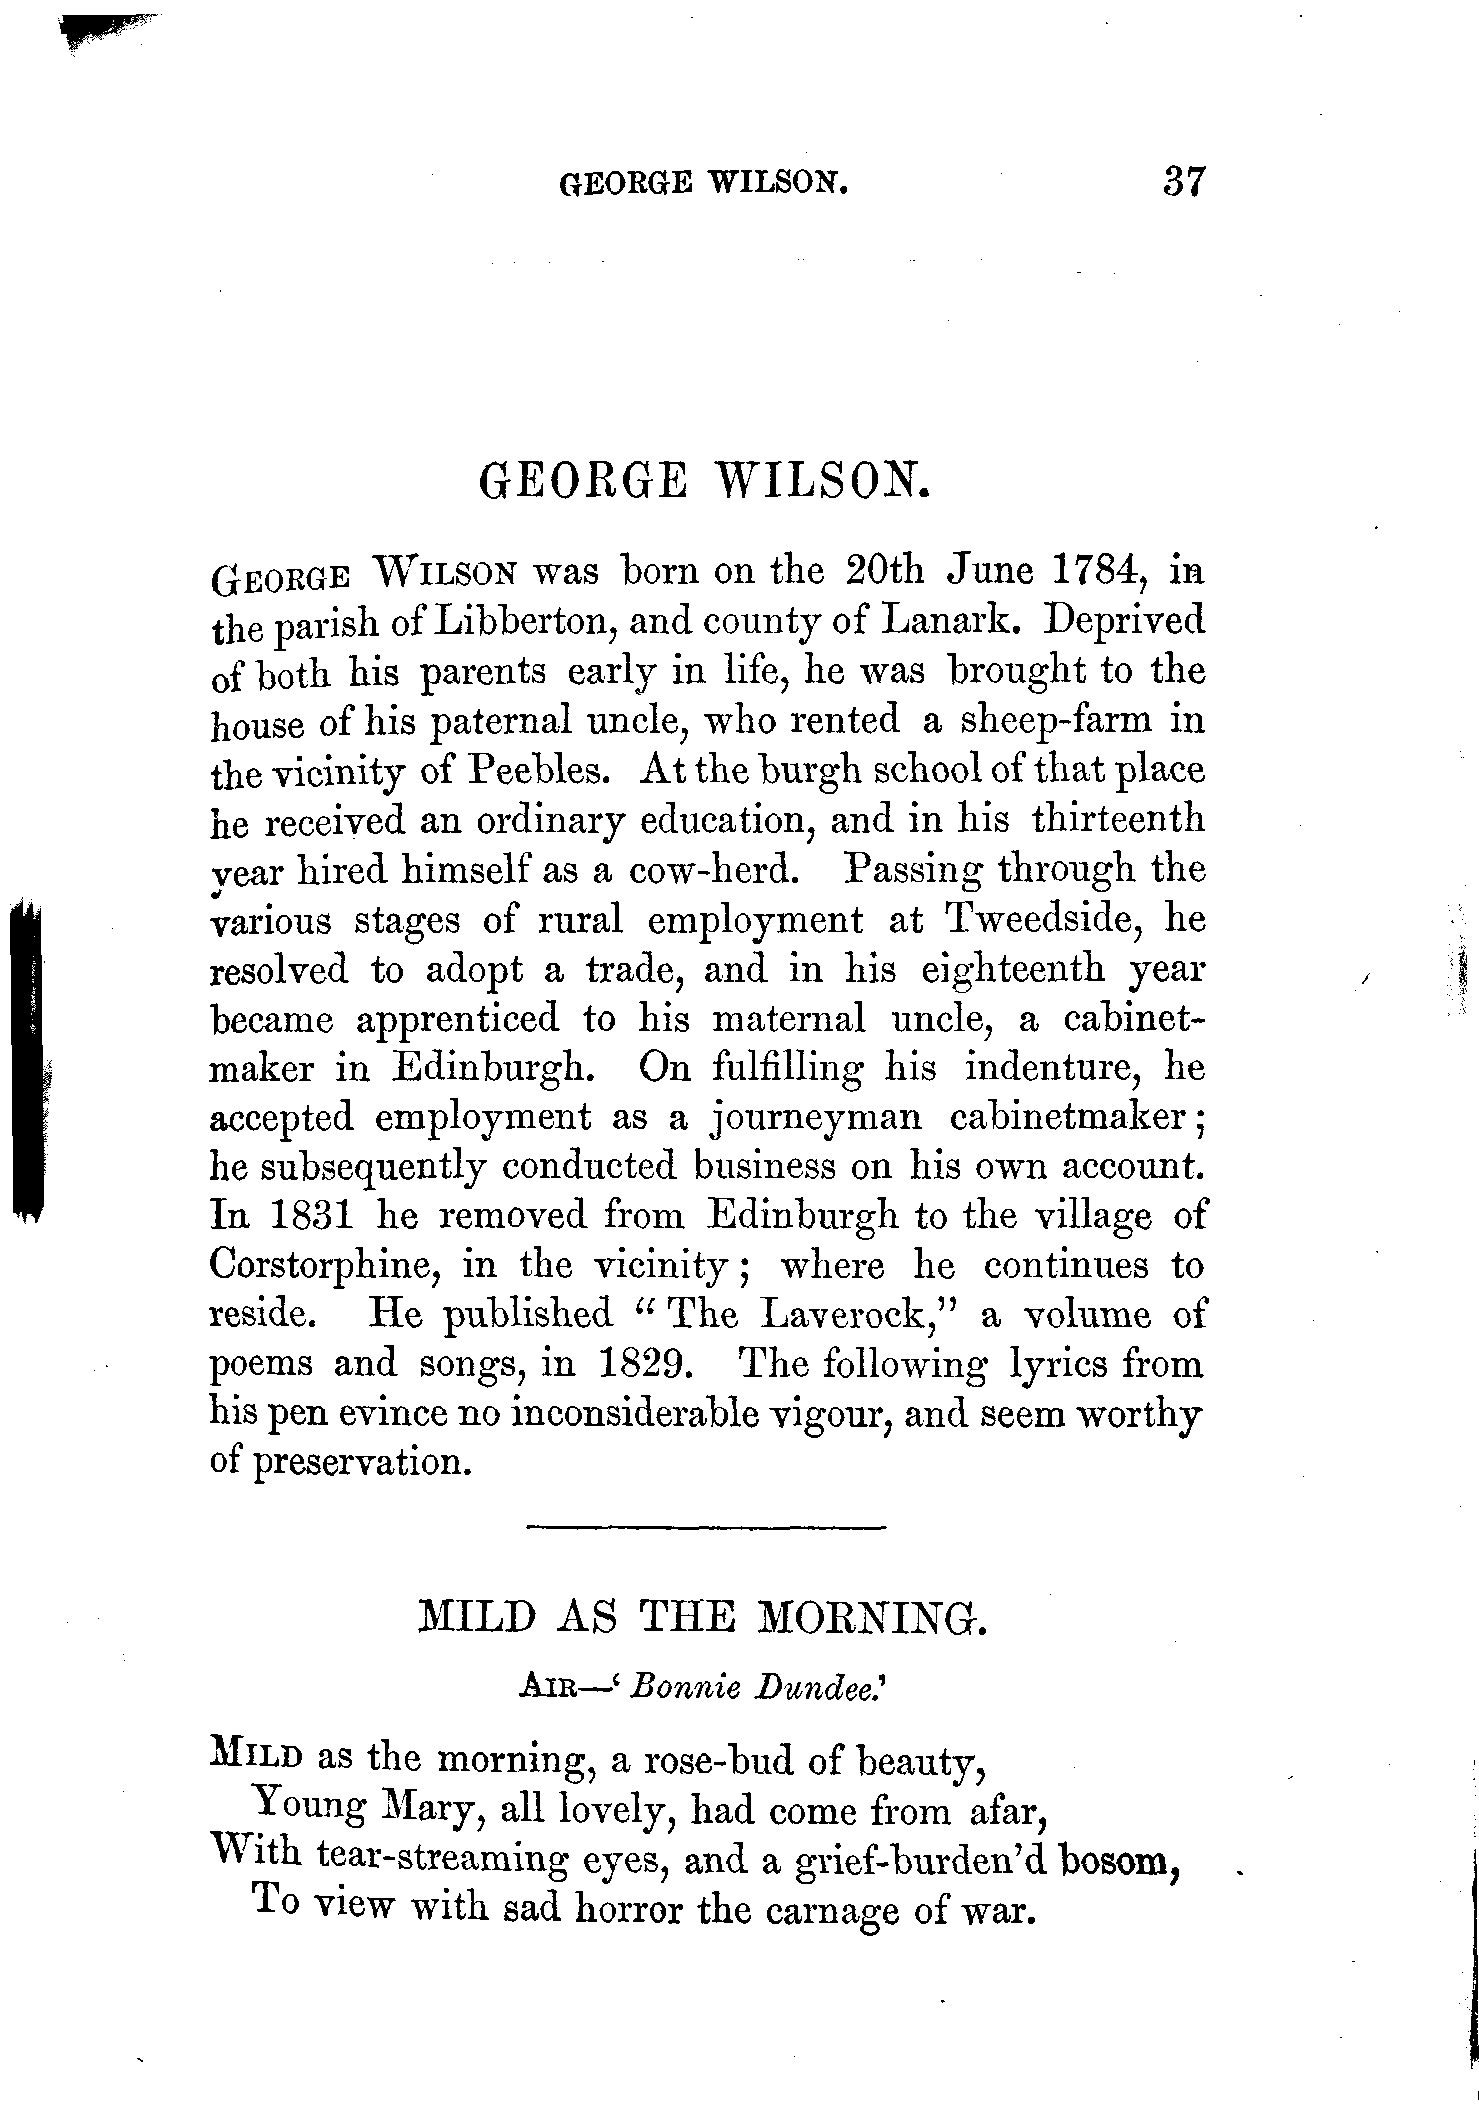 GEORGE WILSON. 37
GEORGE WILSON.
GEORGE WILSON was born on the 20th June 1784, in
the parish of Libberton, and county of Lanark. Deprived
of both his parents early in life, he was brought to the
house of his paternal uncle, who rented a sheep-farm in
the vicinity of Peebles. At the burgh school of that place
he received an ordinary education, and in his thirteenth
year hired himself as a cow-herd. Passing through the
various stages of rural employment at Tweedside, he
resolved to adopt a trade, and in his eighteenth year
became apprenticed to his maternal uncle, a cabinet-
maker in Edinburgh. On fulfilling his indenture, he
accepted employment as a journeyman cabinetmaker;
he subsequently conducted business on his own account.
In 1831 he removed from Edinburgh to the village of
Corstorphine, in the vicinity; where he continues to
reside. He published "The Laverock," a volume of
poems and songs, in 1829. The following lyrics from
his pen evince no inconsiderable vigour, and seem worthy
of preservation.
MILD AS THE MORNING.
AIR—'Bonnie Dundee.'
MILD as the morning, a rose-bud of beauty,
Young Mary, all lovely, had come from afar,
With tear-streaming eyes, and a grief-burden'd bosom,
To view with sad horror the carnage of war.